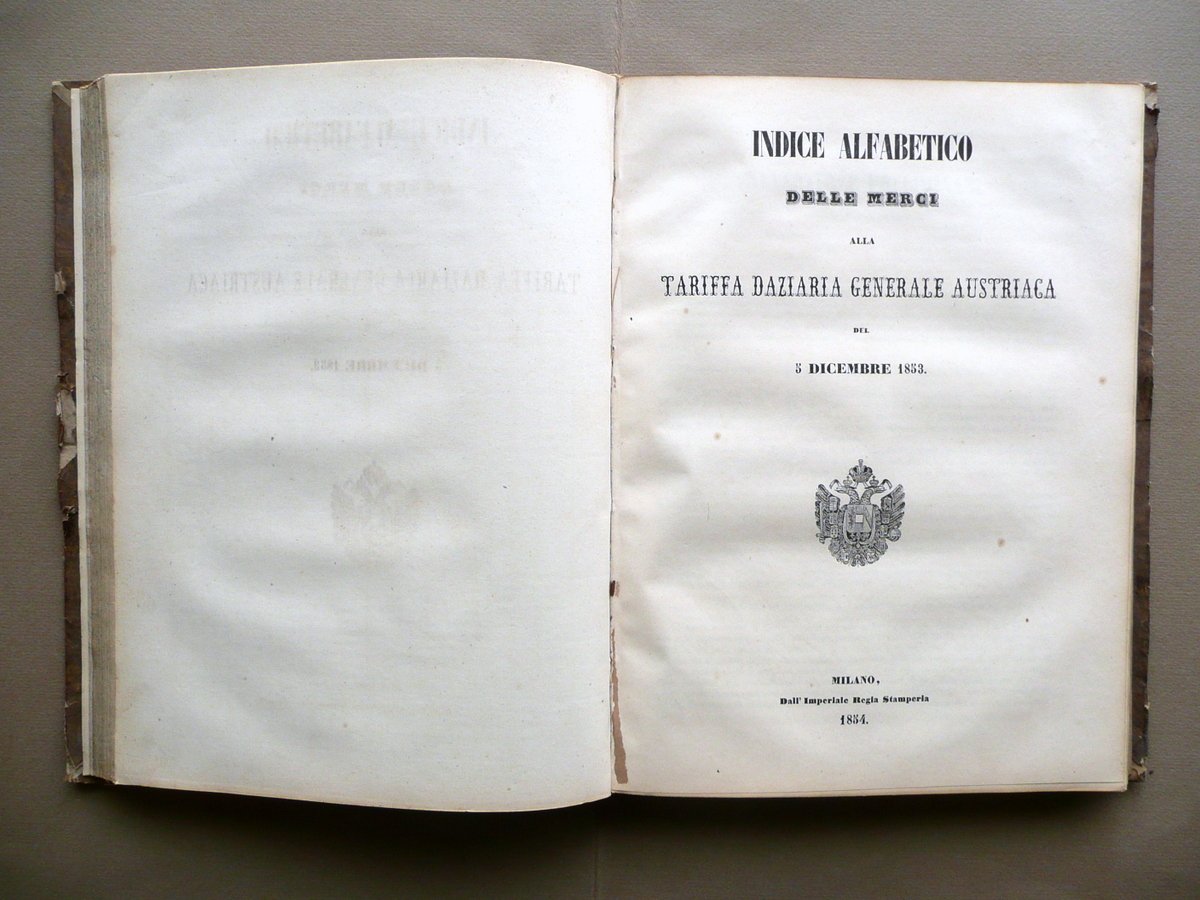 INDICE ALFABETICO
DELLE MERCI
ALLA
TARIFFA DAZIARIA GENERALE AUSTRIACA
DEL
5 DICEMBRE 1853.
MILANO,
Dall' Imperiale Regia Stamperia
1854.